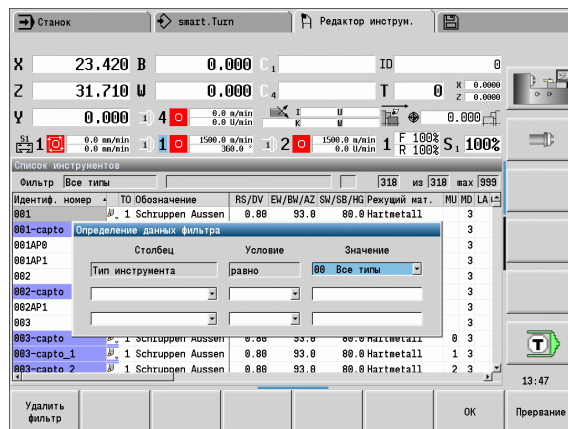 Станок
smart.Turn
Редактор инструм.
X 23.420 B 0.000 C 1 ID 0
Z 31.710 W 0.000 C 4 T 0 X 0.0000 Z 0.0000
Y 0.000 4 0.0 m/min 0.0 U/min I U K W 0.000
S1 1 0.0 mm/min 0.0 mm/min 1 1500.0 m/min 360.0 ° 2 1500.0 m/min 0.0 U/min 1 F 100% R 100% S 1 100%
Список инструментов
Фильтр Все типы 318 из 318 max 999
Идентиф. номер TO Обозначение RS/DV EW/BW/AZ SW/SB/HG Режущий мат. MU MD LA
001 1 Schruppen Aussen 0.80 93.0 80.0 Hartmetall 3
001-capto 3
Определение данных фильтра
001AP0 3
Столбец Условие Значение
001AP1 3
002 3
Тип инструмента равно 00 Все типы
002-capto 3
002AP1 3
003 3
003-capto 1 Schruppen Aussen 0.80 93.0 80.0 Hartmetall 0 3
003-capto_1 1 Schruppen Aussen 0.80 93.0 80.0 Hartmetall 1 3
003-capto_2 1 Schruppen Aussen 0.80 93.0 80.0 Hartmetall 2 3
T
13:47
Удалить фильтр
OK
Прервание